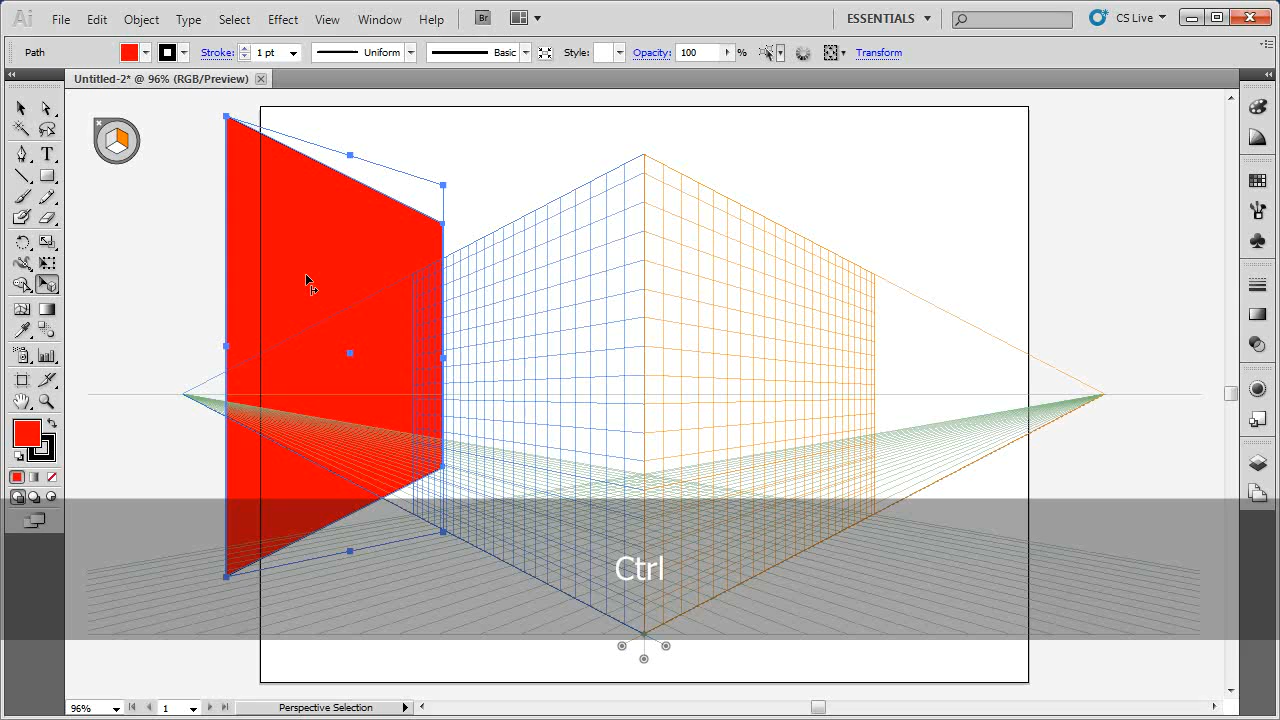 Ai File Edit Object Type Select Effect View Window Help Br ESSENTIALS CS Live
Path Stroke: 1 pt Uniform Basic Style: Opacity: 100 % Transform
Untitled-2* @ 96% (RGB/Preview)
T
Ctrl
96% 1 Perspective Selection